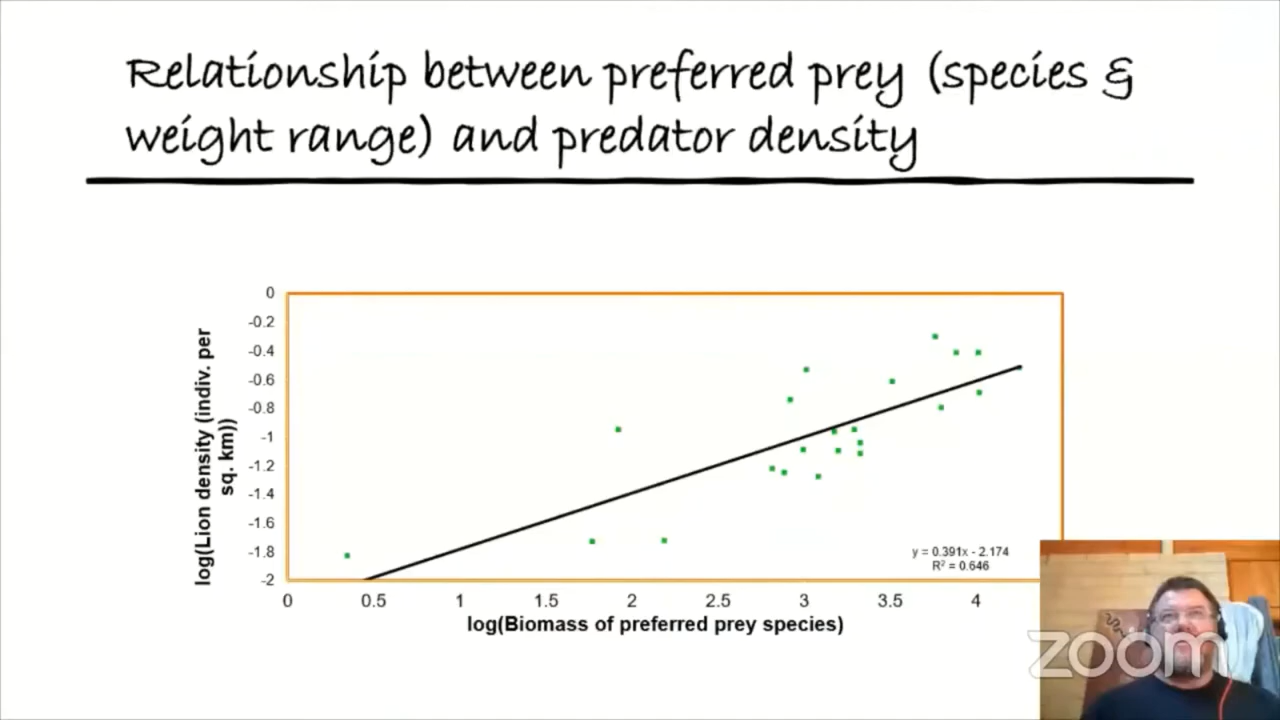 Relationship between preferred prey (species &
weight range) and predator density
0
-0.2
-0.4
-0.6
-0.8
-1
-1.2
-1.4
-1.6
-1.8
-2
log(Lion density (indiv. per
sq. km))
y = 0.391x - 2.174
R² = 0.646
0 0.5 1 1.5 2 2.5 3 3.5 4
log(Biomass of preferred prey species)
zoom